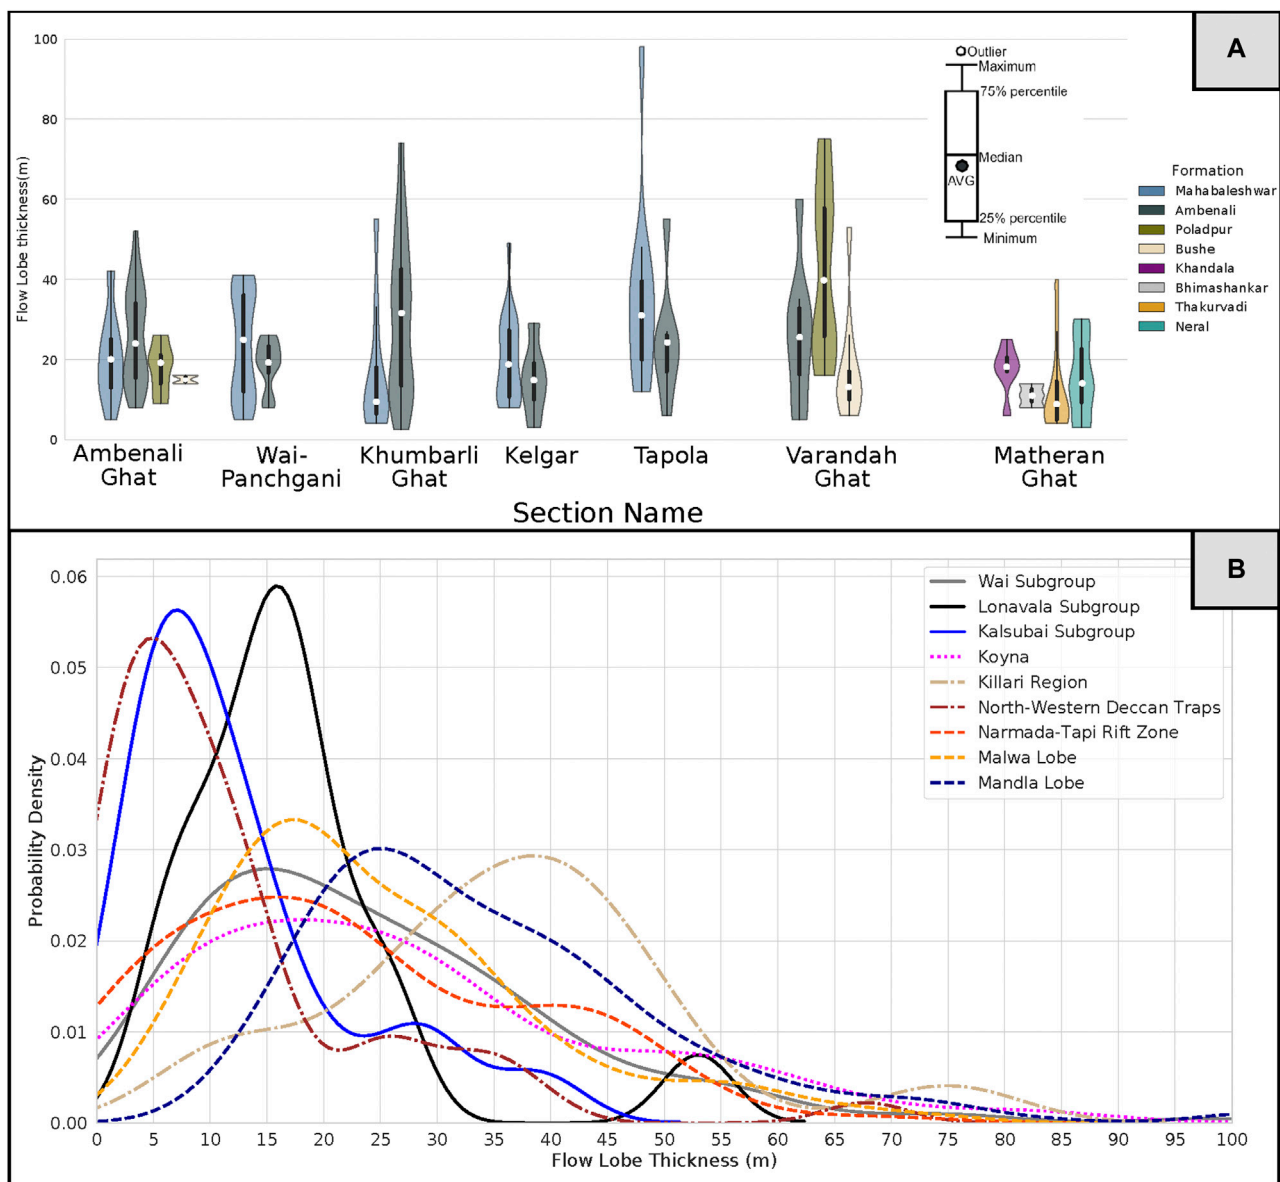 A
100
80
60
40
20
0
Flow Lobe thickness(m)
Outlier
Maximum
75% percentile
Median
AVG
25% percentile
Minimum
Formation
Mahabaleshwar
Ambenali
Poladpur
Bushe
Khandala
Bhimashankar
Thakurvadi
Neral
Ambenali
Ghat
Wai-
Panchgani
Khumbarli
Ghat
Kelgar
Tapola
Varandah
Ghat
Matheran
Ghat
Section Name
B
0.06
0.05
0.04
0.03
0.02
0.01
0.00
Probability Density
Wai Subgroup
Lonavala Subgroup
Kalsubai Subgroup
Koyna
Killari Region
North-Western Deccan Traps
Narmada-Tapi Rift Zone
Malwa Lobe
Mandla Lobe
0 5 10 15 20 25 30 35 40 45 50 55 60 65 70 75 80 85 90 95 100
Flow Lobe Thickness (m)